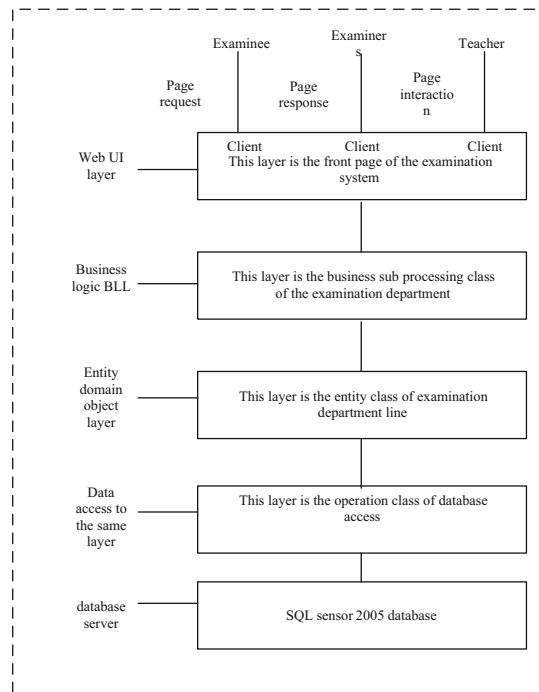 Examinee
Examiner
s
Teacher
Page
request
Page
response
Page
interactio
n
Client
Client
Client
Web UI
layer
This layer is the front page of the examination
system
Business
logic BLL
This layer is the business sub processing class
of the examination department
Entity
domain
object
layer
This layer is the entity class of examination
department line
Data
access to
the same
layer
This layer is the operation class of database
access
database
server
SQL sensor 2005 database